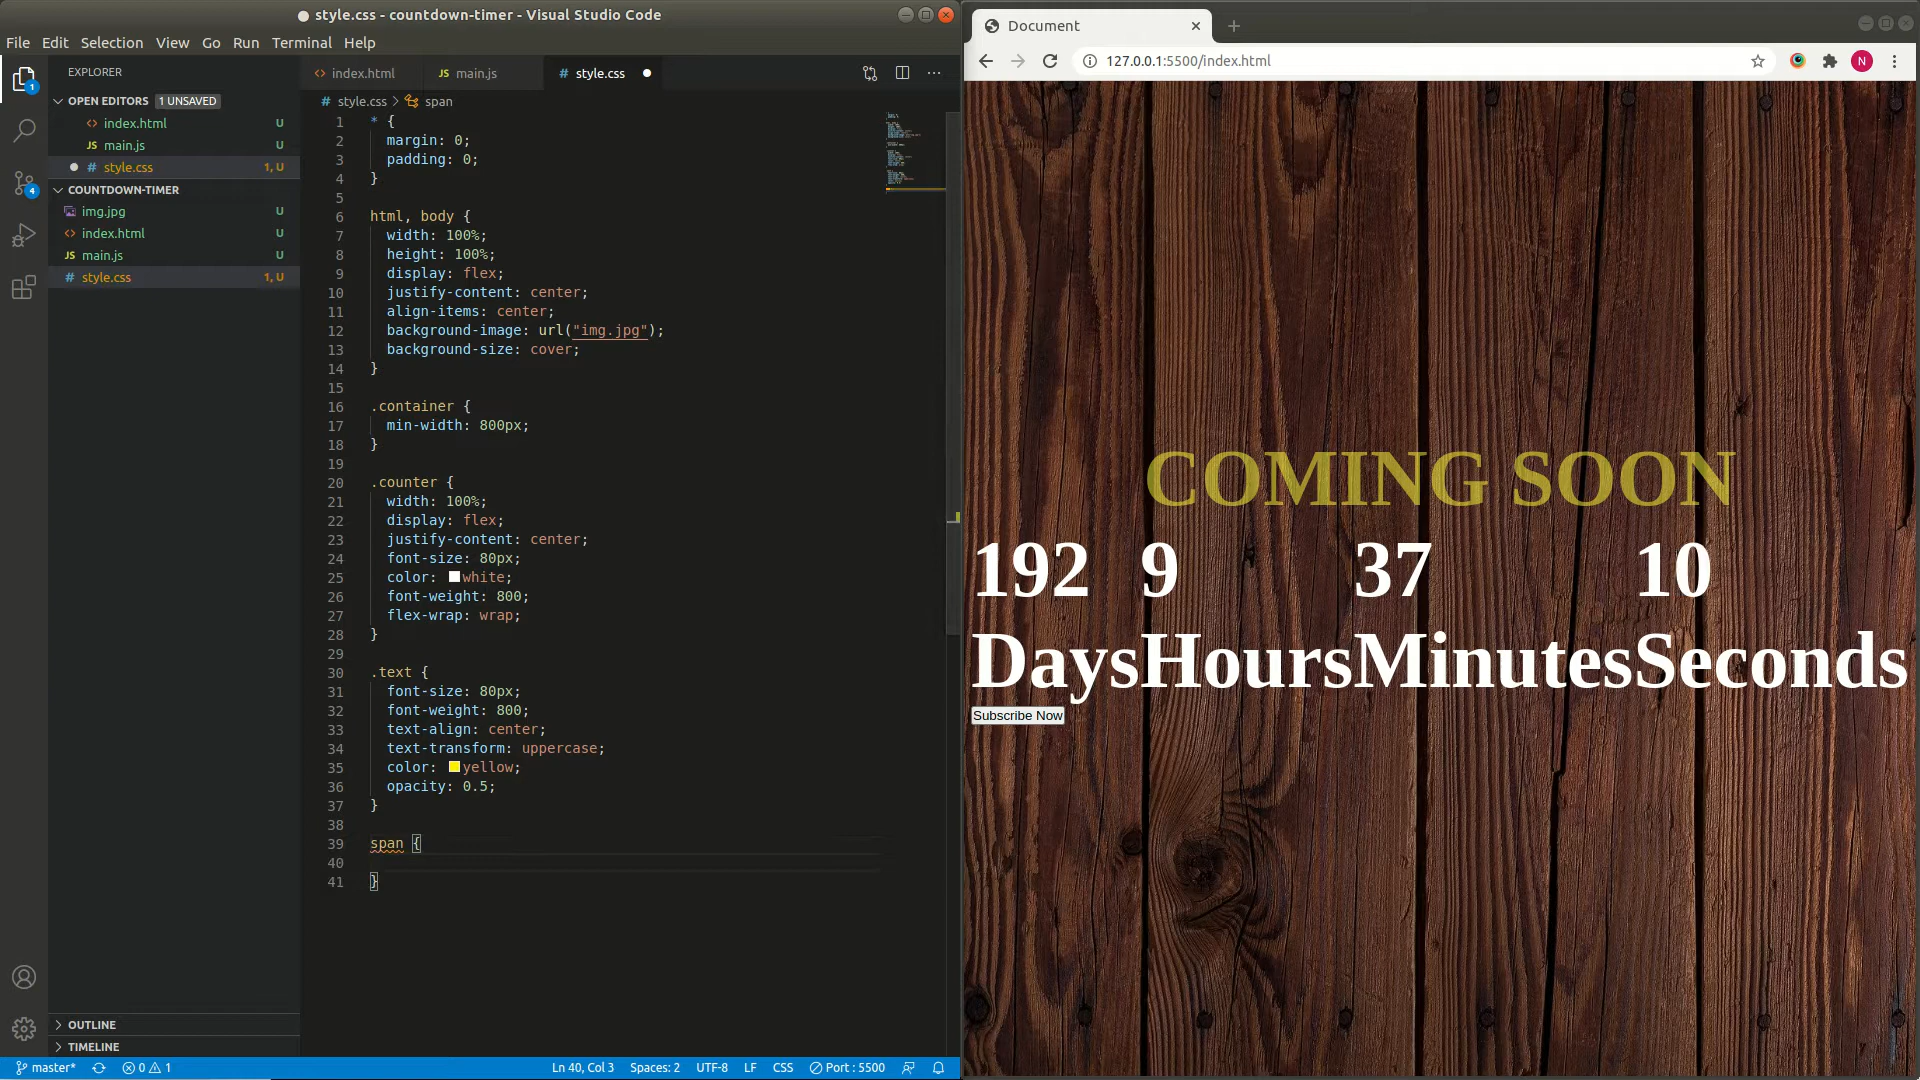 style.css - countdown-timer - Visual Studio Code
File Edit Selection View Go Run Terminal Help
EXPLORER
OPEN EDITORS 1 UNSAVED
index.html U
JS main.js U
# style.css 1, U
COUNTDOWN-TIMER
img.jpg U
index.html U
JS main.js U
# style.css 1, U
OUTLINE
TIMELINE
1
4
index.html JS main.js # style.css
# style.css > span
1 * {
2 margin: 0;
3 padding: 0;
4 }
5
6 html, body {
7 width: 100%;
8 height: 100%;
9 display: flex;
10 justify-content: center;
11 align-items: center;
12 background-image: url("img.jpg");
13 background-size: cover;
14 }
15
16 .container {
17 min-width: 800px;
18 }
19
20 .counter {
21 width: 100%;
22 display: flex;
23 justify-content: center;
24 font-size: 80px;
25 color: white;
26 font-weight: 800;
27 flex-wrap: wrap;
28 }
29
30 .text {
31 font-size: 80px;
32 font-weight: 800;
33 text-align: center;
34 text-transform: uppercase;
35 color: yellow;
36 opacity: 0.5;
37 }
38
39 span {
40
41 }
master* 0 1 Ln 40, Col 3 Spaces: 2 UTF-8 LF CSS Port : 5500
Document
127.0.0.1:5500/index.html
N
COMING SOON
192 9 37 10
Days Hours Minutes Seconds
Subscribe Now